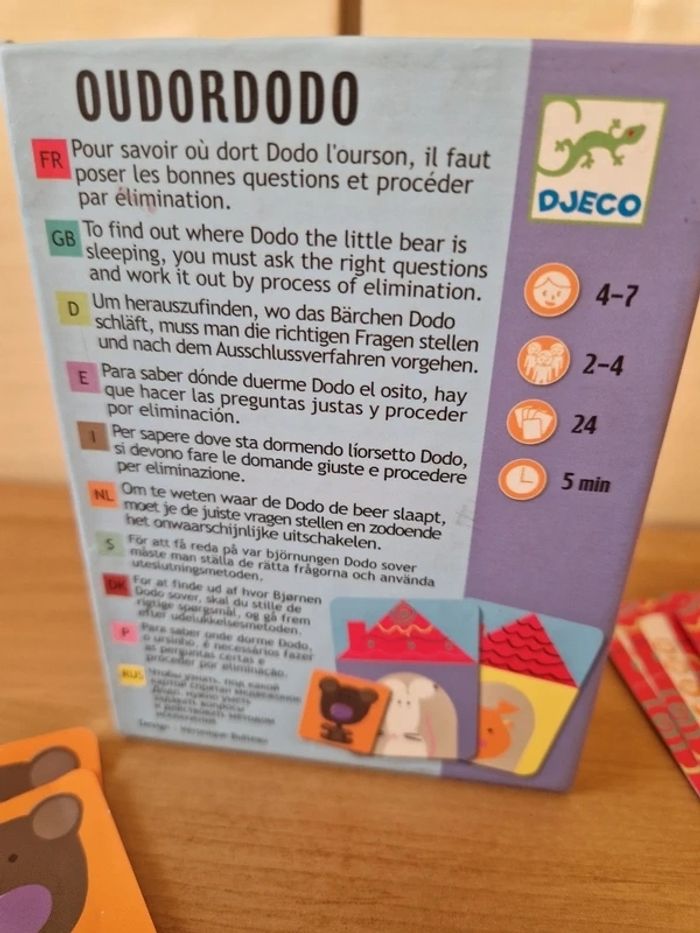 OUDORDODO
FR Pour savoir où dort Dodo l'ourson, il faut
poser les bonnes questions et procéder
par élimination.
GB To find out where Dodo the little bear is
sleeping, you must ask the right questions
and work it out by process of elimination.
D Um herauszufinden, wo das Bärchen Dodo
schläft, muss man die richtigen Fragen stellen
und nach dem Ausschlussverfahren vorgehen.
E Para saber dónde duerme Dodo el osito, hay
que hacer las preguntas justas y proceder
por eliminación.
I Per sapere dove sta dormendo líorsetto Dodo,
si devono fare le domande giuste e procedere
per eliminazione.
NL Om te weten waar de Dodo de beer slaapt,
moet je de juiste vragen stellen en zodoende
het onwaarschijnlijke uitschakelen.
S För att få reda på var björnungen Dodo sover
måste man ställa de rätta frågorna och använda
uteslutningsmetoden.
DK For at finde ud af hvor Bjørnen
Dodo sover, skal du stille de
rigtige spørgsmål, og gå frem
efter udelukkelsesmetoden.
P Para saber onde dorme Dodo,
o ursinho, é necessários fazer
as perguntas certas e
proceder por eliminação.
RUS
Design :
DJECO
4-7
2-4
24
5 min